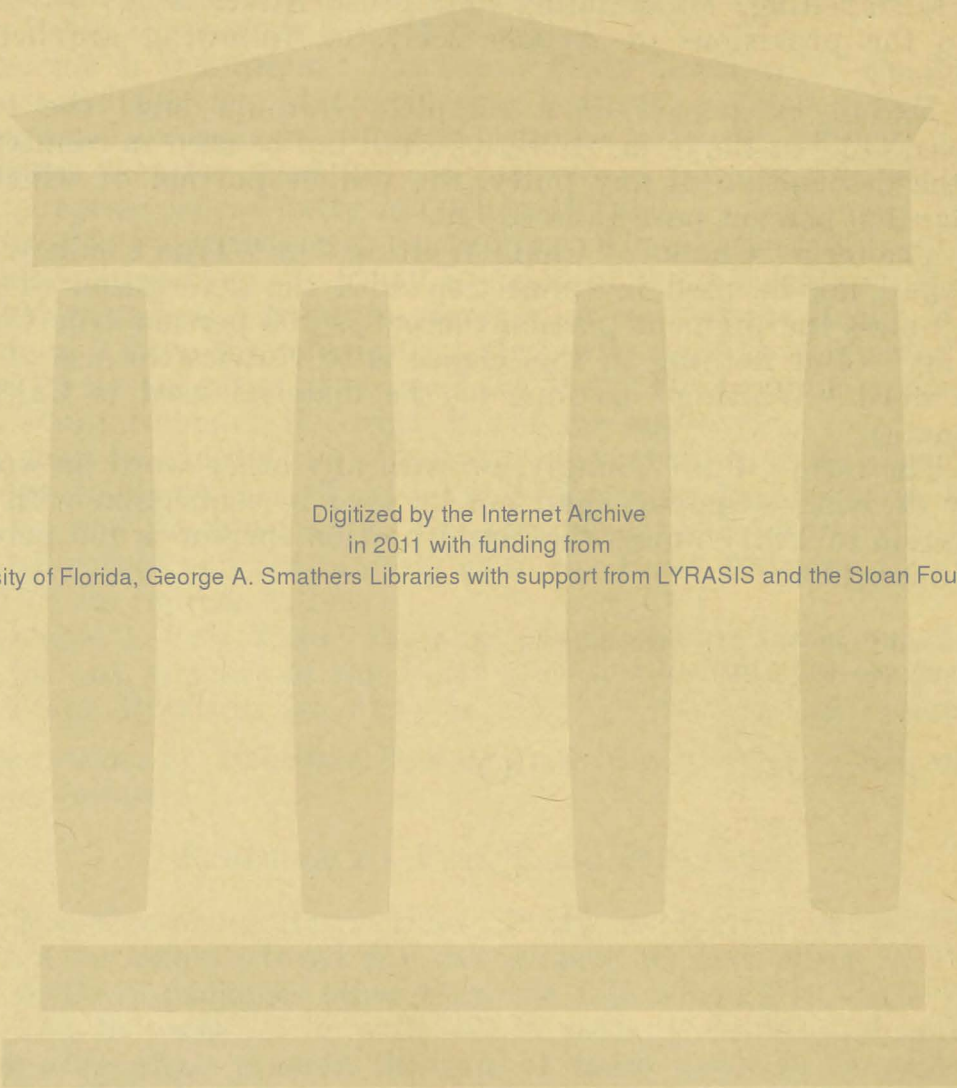 Digitized by the Internet Archive
in 2011 with funding from
sity of Florida, George A. Smathers Libraries with support from LYRASIS and the Sloan Fou